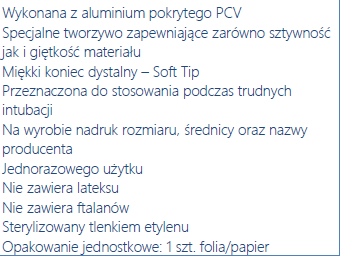 Wykonana z aluminium pokrytego PCV
Specjalne tworzywo zapewniające zarówno sztywność
jak i giętkość materiału
Miękki koniec dystalny – Soft Tip
Przeznaczona do stosowania podczas trudnych
intubacji
Na wyrobie nadruk rozmiaru, średnicy oraz nazwy
producenta
Jednorazowego użytku
Nie zawiera lateksu
Nie zawiera ftalanów
Sterylizowany tlenkiem etylenu
Opakowanie jednostkowe: 1 szt. folia/papier